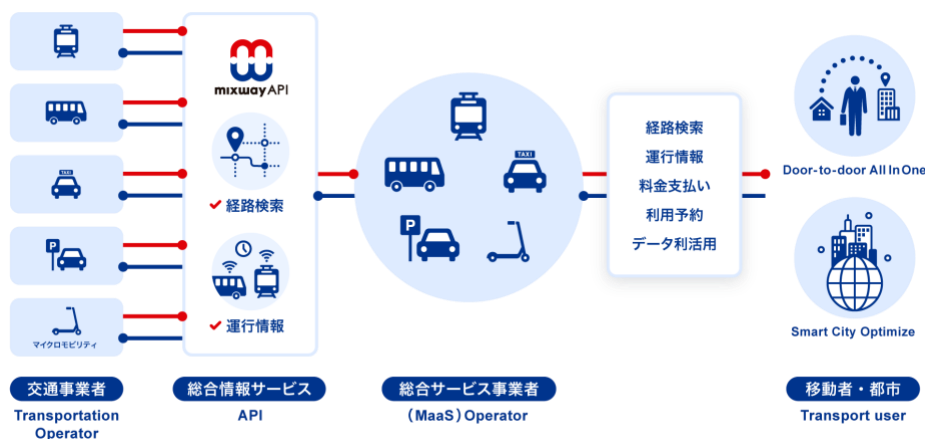 P
TAXI
マイクロモビリティ
交通事業者
Transportation
Operator
mixway API
経路検索
運行情報
総合情報サービス
API
TAXI
P
総合サービス事業者
(MaaS) Operator
経路検索
運行情報
料金支払い
利用予約
データ利活用
Door-to-door All In One
Smart City Optimize
移動者・都市
Transport user